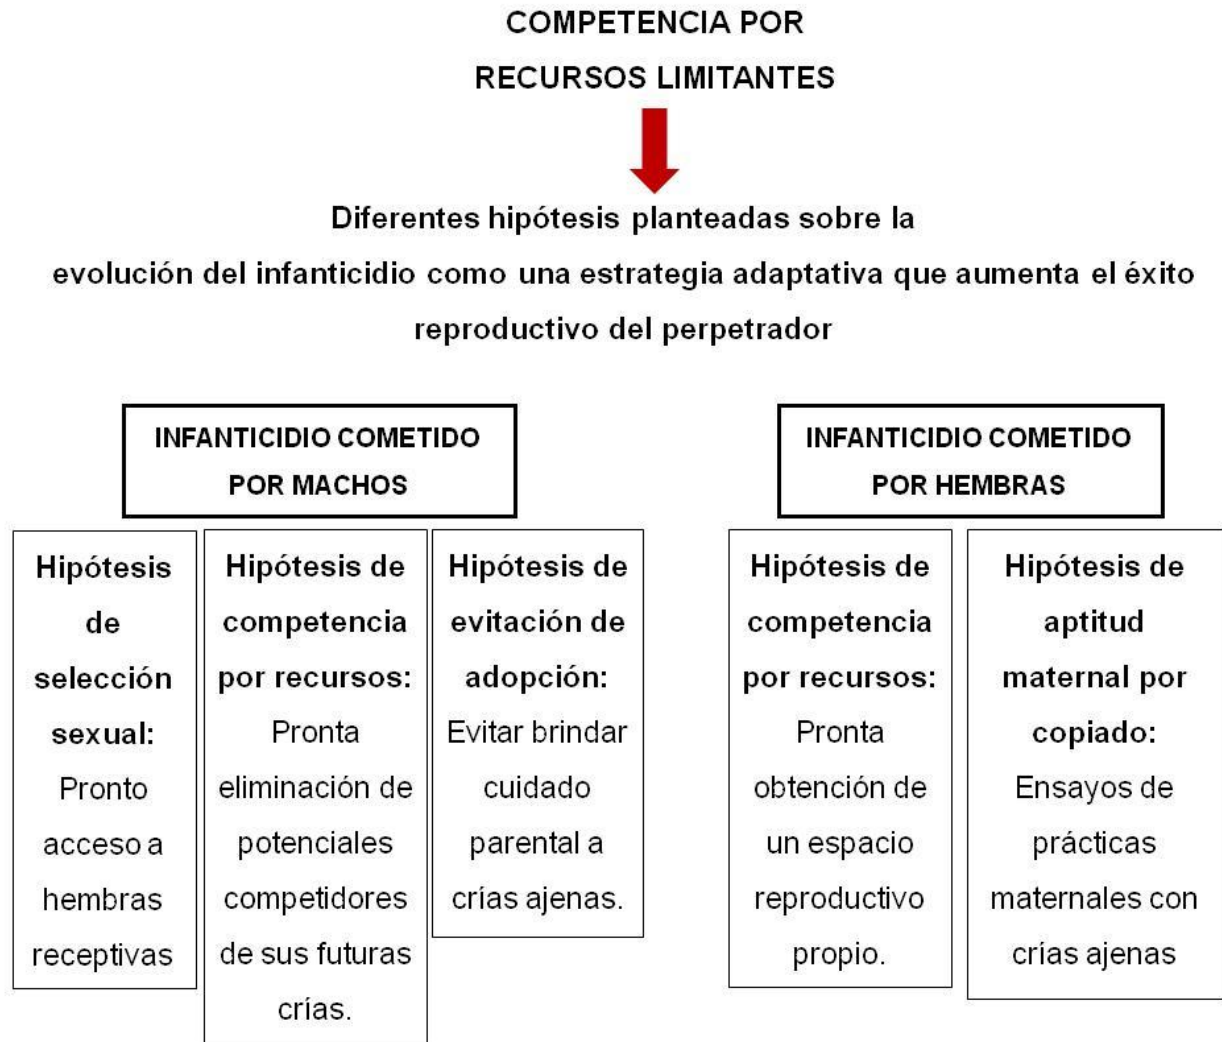 COMPETENCIA POR
RECURSOS LIMITANTES
Diferentes hipótesis planteadas sobre la
evolución del infanticidio como una estrategia adaptativa que aumenta el éxito
reproductivo del perpetrador
INFANTICIDIO COMETIDO
POR MACHOS
Hipótesis
de
selección
sexual:
Pronto
acceso a
hembras
receptivas
Hipótesis de
competencia
por recursos:
Pronta
eliminación de
potenciales
competidores
de sus futuras
crías.
Hipótesis de
evitación de
adopción:
Evitar brindar
cuidado
parental a
crías ajenas.
INFANTICIDIO COMETIDO
POR HEMBRAS
Hipótesis de
competencia
por recursos:
Pronta
obtención de
un espacio
reproductivo
propio.
Hipótesis de
aptitud
maternal por
copiado:
Ensayos de
prácticas
maternales con
crías ajenas